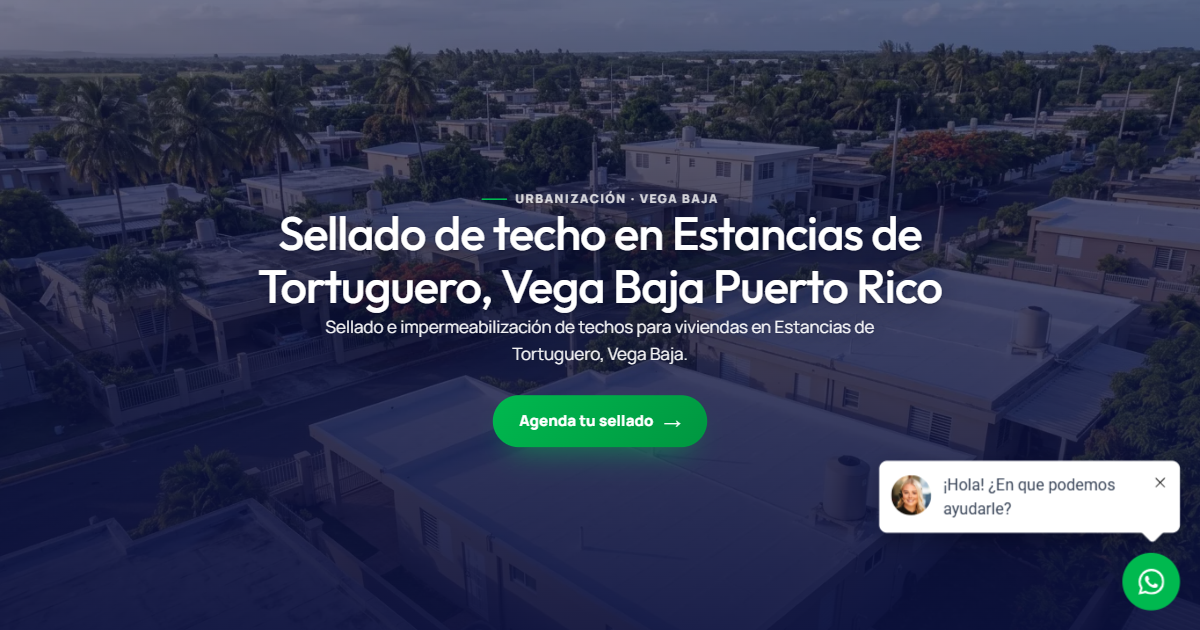 URBANIZACIÓN · VEGA BAJA
Sellado de techo en Estancias de
Tortuguero, Vega Baja Puerto Rico
Sellado e impermeabilización de techos para viviendas en Estancias de
Tortuguero, Vega Baja.
Agenda tu sellado →
¡Hola! ¿En que podemos
ayudarle?